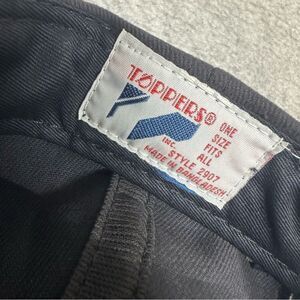 TOPPERS®
ONE
SIZE
FITS
ALL
INC.
STYLE 2907
MADE IN BANGLADESH